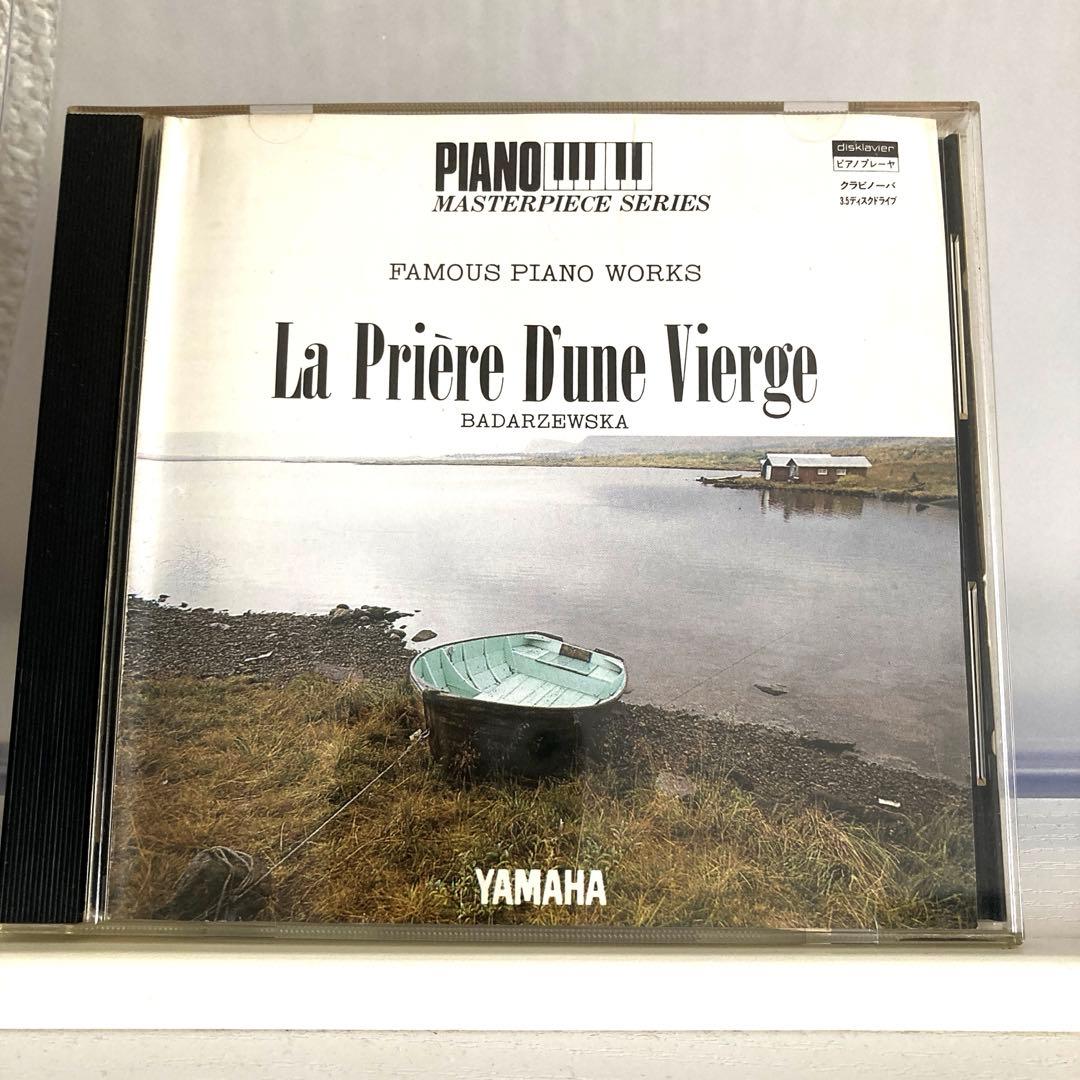 PIANO
MASTERPIECE SERIES
disklavier
ピアノプレーヤ
クラビノーバ
3.5ディスクドライブ
FAMOUS PIANO WORKS
La Prière D'une Vierge
BADARZEWSKA
YAMAHA